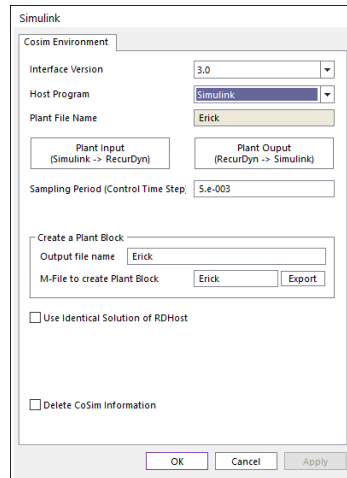 Simulink
Cosim Environment
Interface Version 3.0
Host Program Simulink
Plant File Name Erick
Plant Input
(Simulink -> RecurDyn)
Plant Ouput
(RecurDyn -> Simulink)
Sampling Period (Control Time Step) 5.e-003
Create a Plant Block
Output file name Erick
M-File to create Plant Block Erick Export
Use Identical Solution of RDHost
Delete CoSim Information
OK Cancel Apply